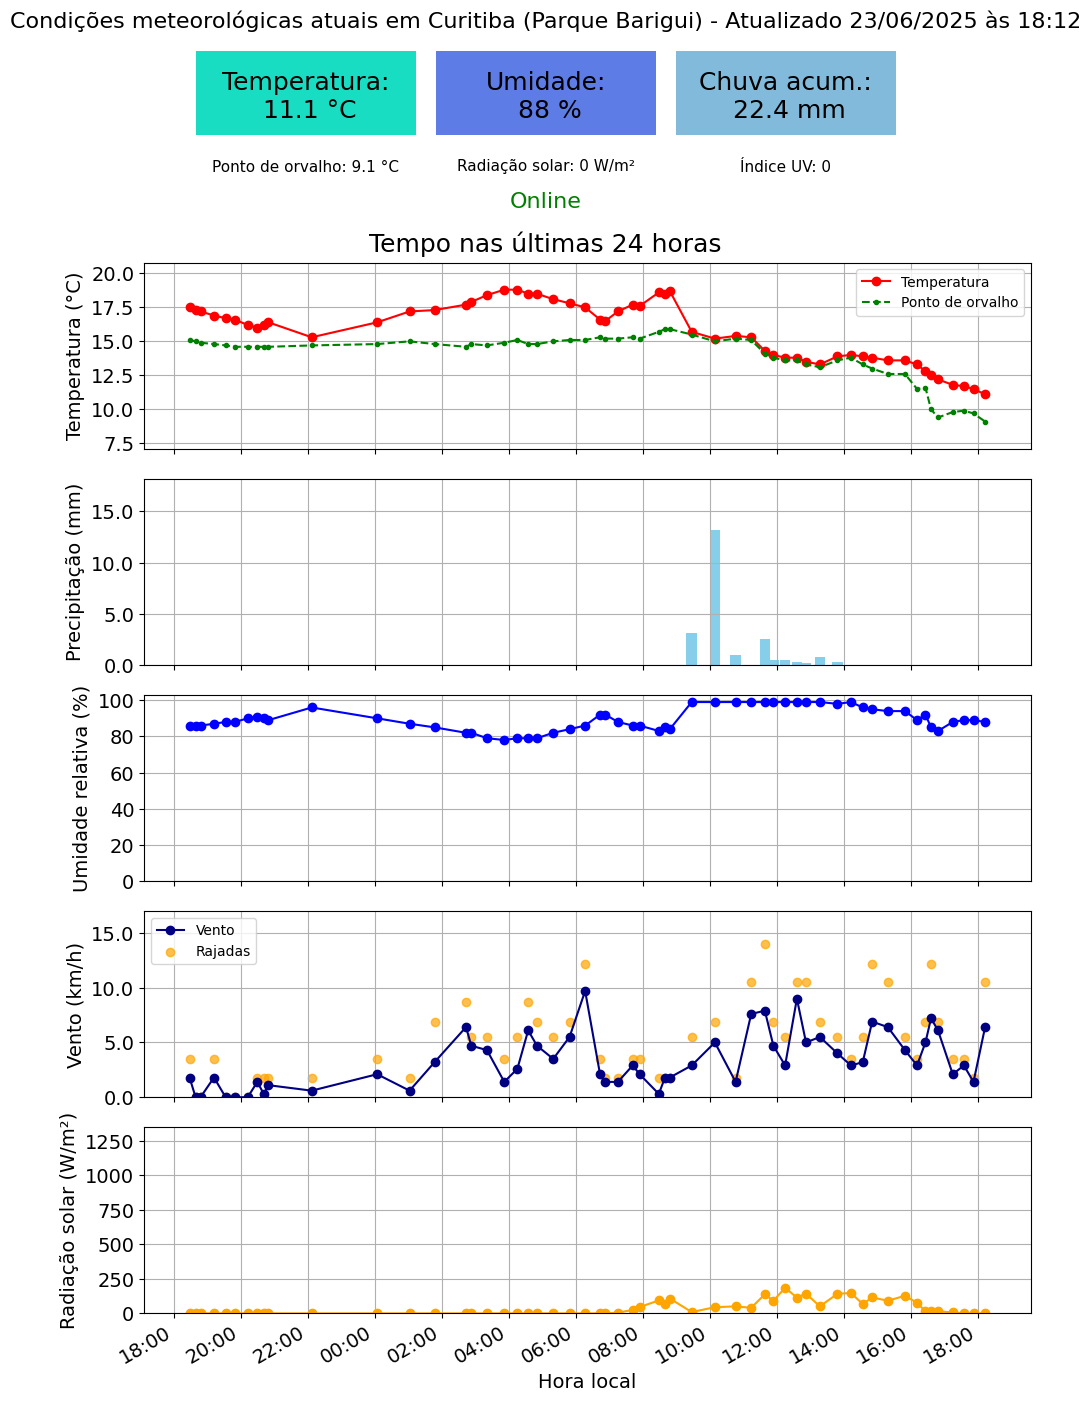 Condições meteorológicas atuais em Curitiba (Parque Barigui) - Atualizado 23/06/2025 às 18:12
Temperatura:
11.1 °C
Umidade:
88 %
Chuva acum.:
22.4 mm
Ponto de orvalho: 9.1 °C
Radiação solar: 0 W/m²
Índice UV: 0
Online
Tempo nas últimas 24 horas
Temperatura (°C)
20.0
17.5
15.0
12.5
10.0
7.5
Temperatura
Ponto de orvalho
Precipitação (mm)
15.0
10.0
5.0
0.0
Umidade relativa (%)
100
80
60
40
20
0
Vento (km/h)
15.0
10.0
5.0
0.0
Vento
Rajadas
Radiação solar (W/m²)
1250
1000
750
500
250
0
18:00
20:00
22:00
00:00
02:00
04:00
06:00
08:00
10:00
12:00
14:00
16:00
18:00
Hora local